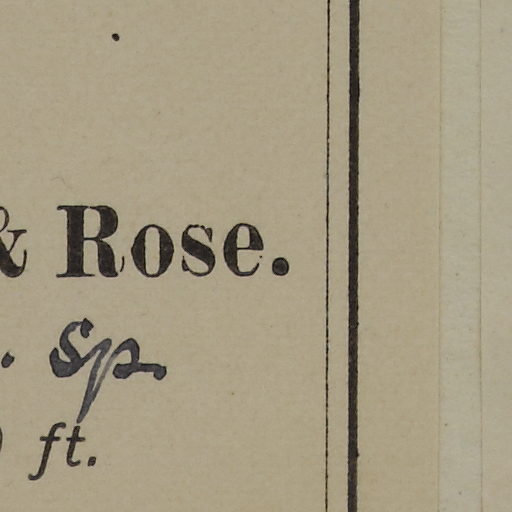 & Rose.
. sp.
) ft.